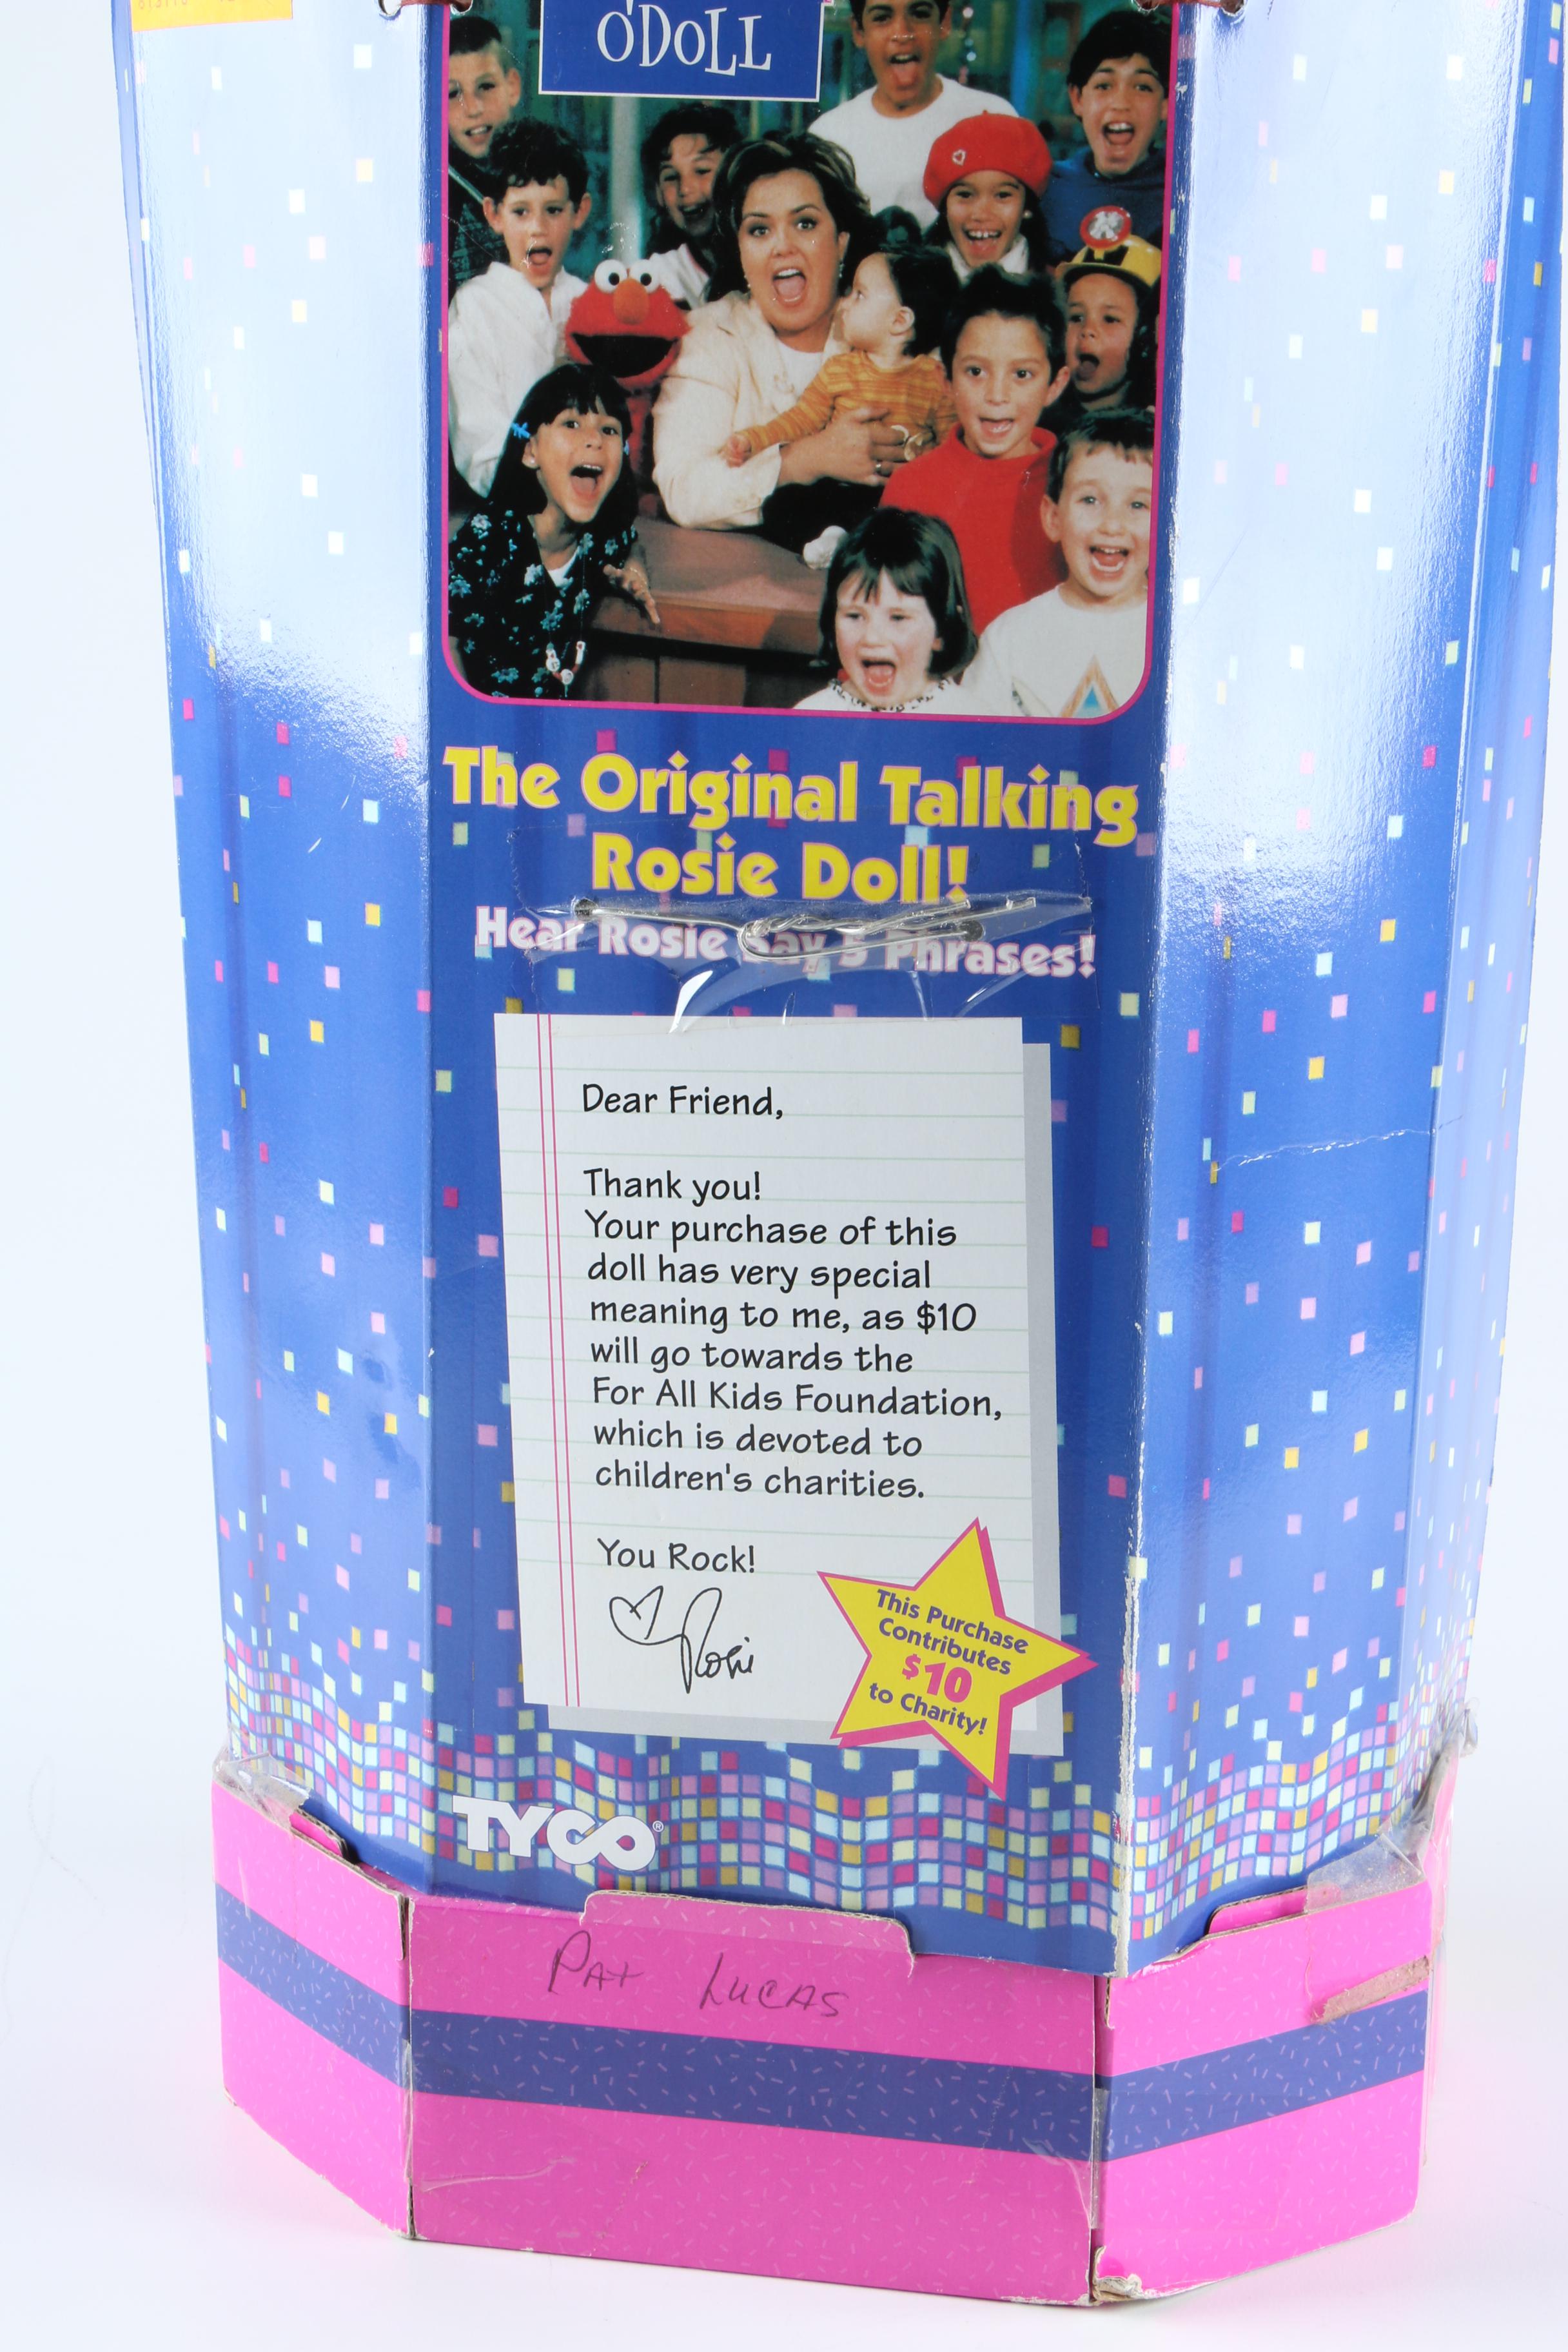 O'DOLL
The Original Talking
Rosie Doll!
Hear Rosie Say 5 Phrases!
Dear Friend,
Thank you!
Your purchase of this
doll has very special
meaning to me, as $10
will go towards the
For All Kids Foundation,
which is devoted to
children's charities.
You Rock!
Rosie
This Purchase
Contributes
$10
to Charity!
TYCO®
PAT LUCAS